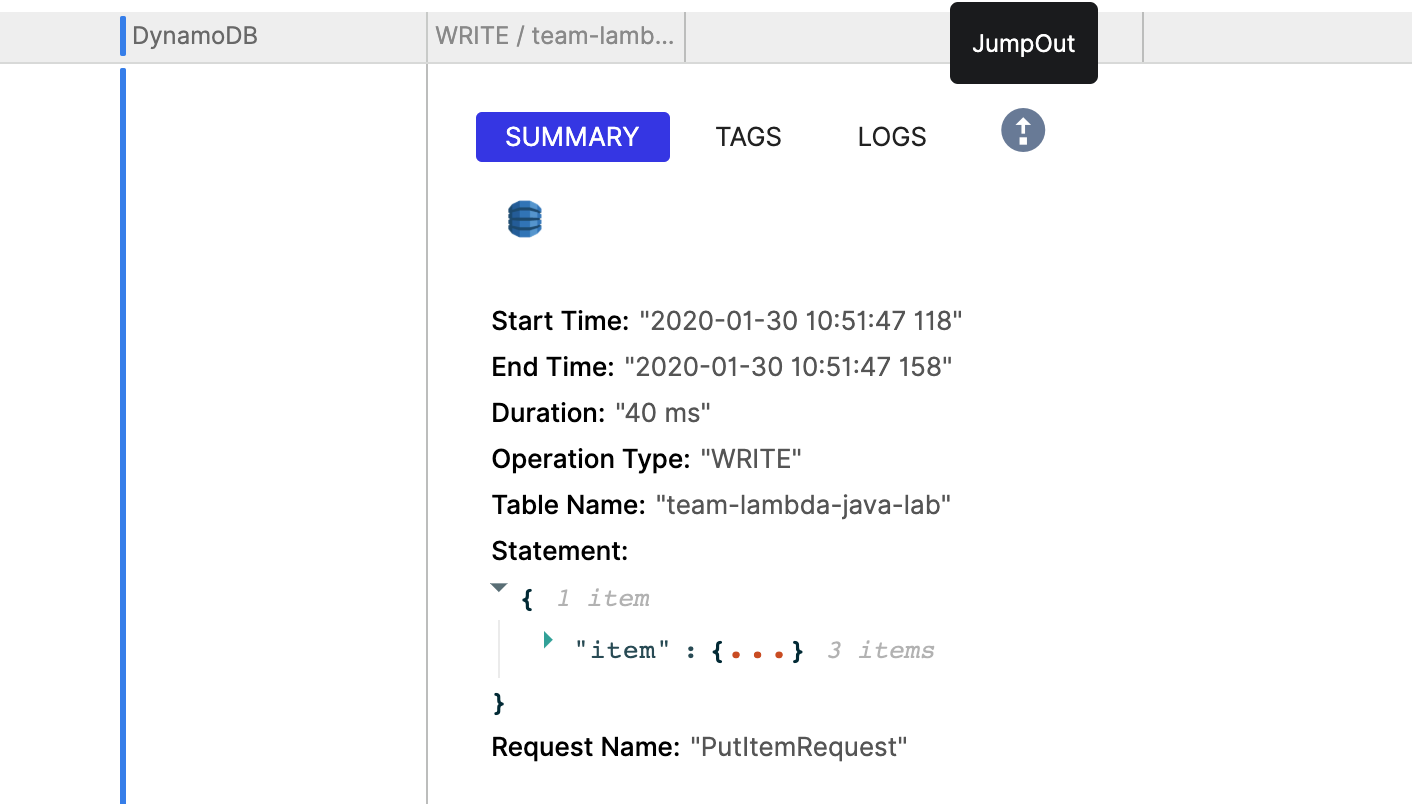 DynamoDB
WRITE / team-lamb...
JumpOut
SUMMARY
TAGS
LOGS
Start Time: "2020-01-30 10:51:47 118"
End Time: "2020-01-30 10:51:47 158"
Duration: "40 ms"
Operation Type: "WRITE"
Table Name: "team-lambda-java-lab"
Statement:
{ 1 item
"item" : {...} 3 items
}
Request Name: "PutItemRequest"